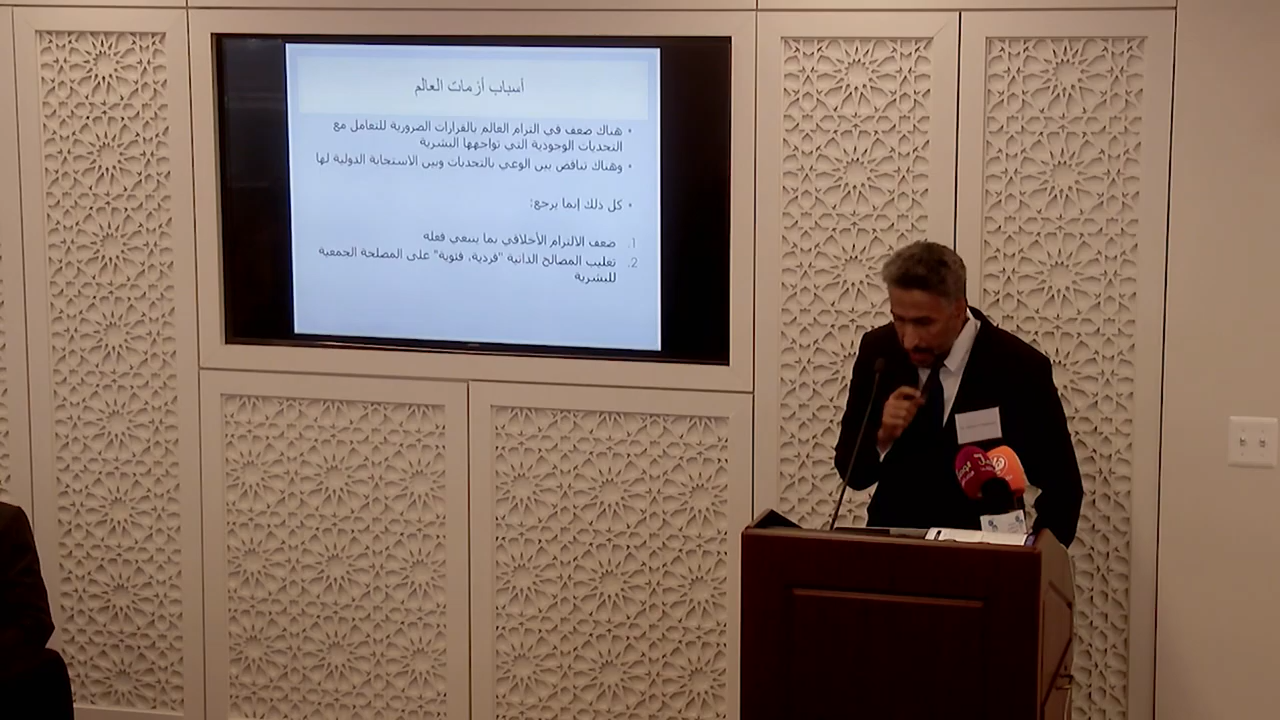 أسباب أزمات العالم
• هناك ضعف في التزام العالم بالقرارات الضرورية للتعامل مع
التحديات الوجودية التي تواجهها البشرية
• وهناك تناقض بين الوعي بالتحديات وبين الاستجابة الدولية لها
• كل ذلك إنما يرجع:
1. ضعف الالتزام الأخلاقي بما ينبغي فعله
2. تغليب المصالح الذاتية "فردية، فئوية" على المصلحة الجمعية
للبشرية